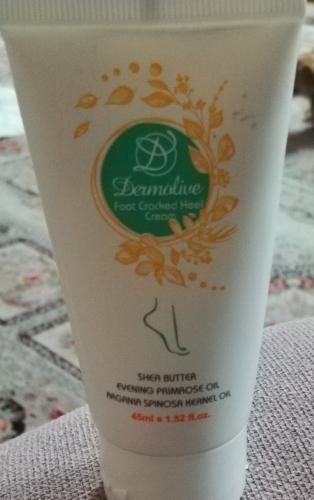 Dermolive
Foot Cracked Heel
Cream
SHEA BUTTER
EVENING PRIMROSE OIL
ARGANIA SPINOSA KERNEL OIL
45ml e 1.52 fl.oz.